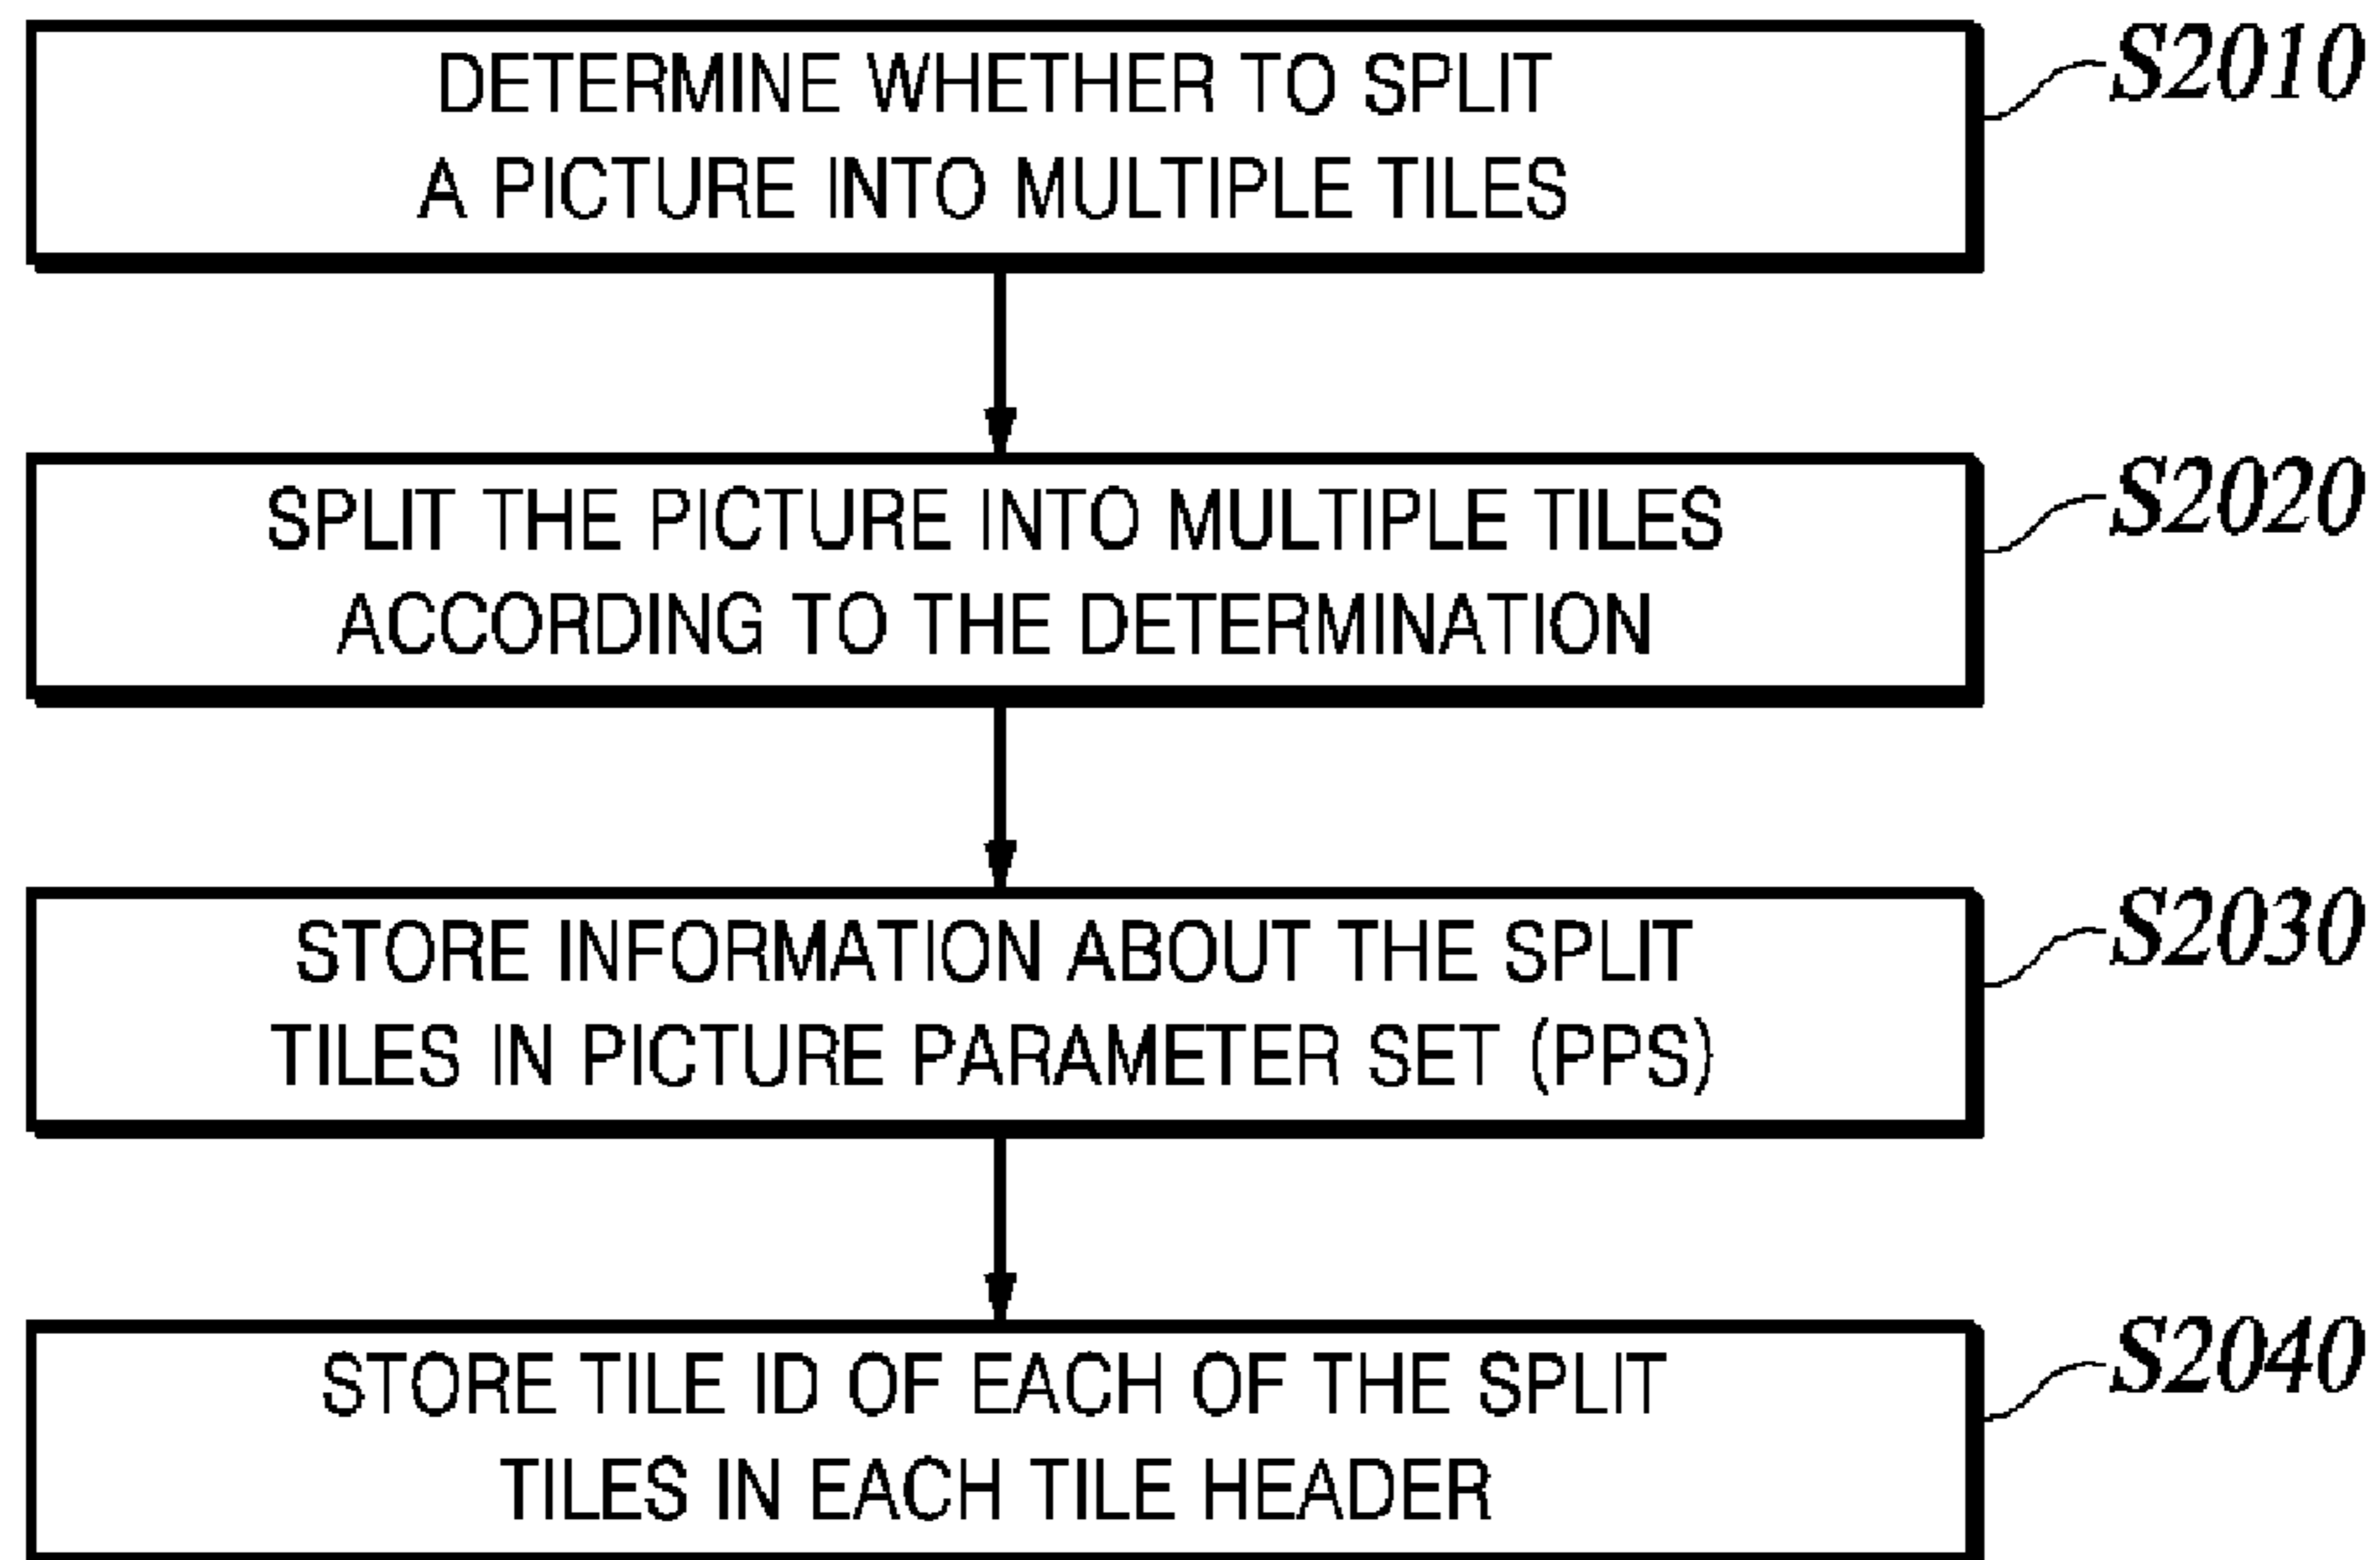 DETERMINE WHETHER TO SPLIT
A PICTURE INTO MULTIPLE TILES
S2010
SPLIT THE PICTURE INTO MULTIPLE TILES
ACCORDING TO THE DETERMINATION
S2020
STORE INFORMATION ABOUT THE SPLIT
TILES IN PICTURE PARAMETER SET (PPS)
S2030
STORE TILE ID OF EACH OF THE SPLIT
TILES IN EACH TILE HEADER
S2040